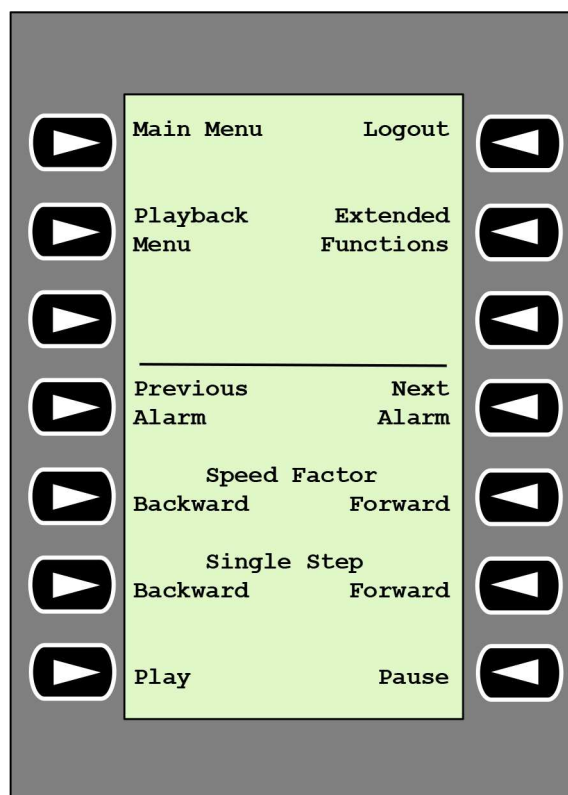 Main Menu Logout
Playback Extended
Menu Functions
Previous Next
Alarm Alarm
Speed Factor
Backward Forward
Single Step
Backward Forward
Play Pause